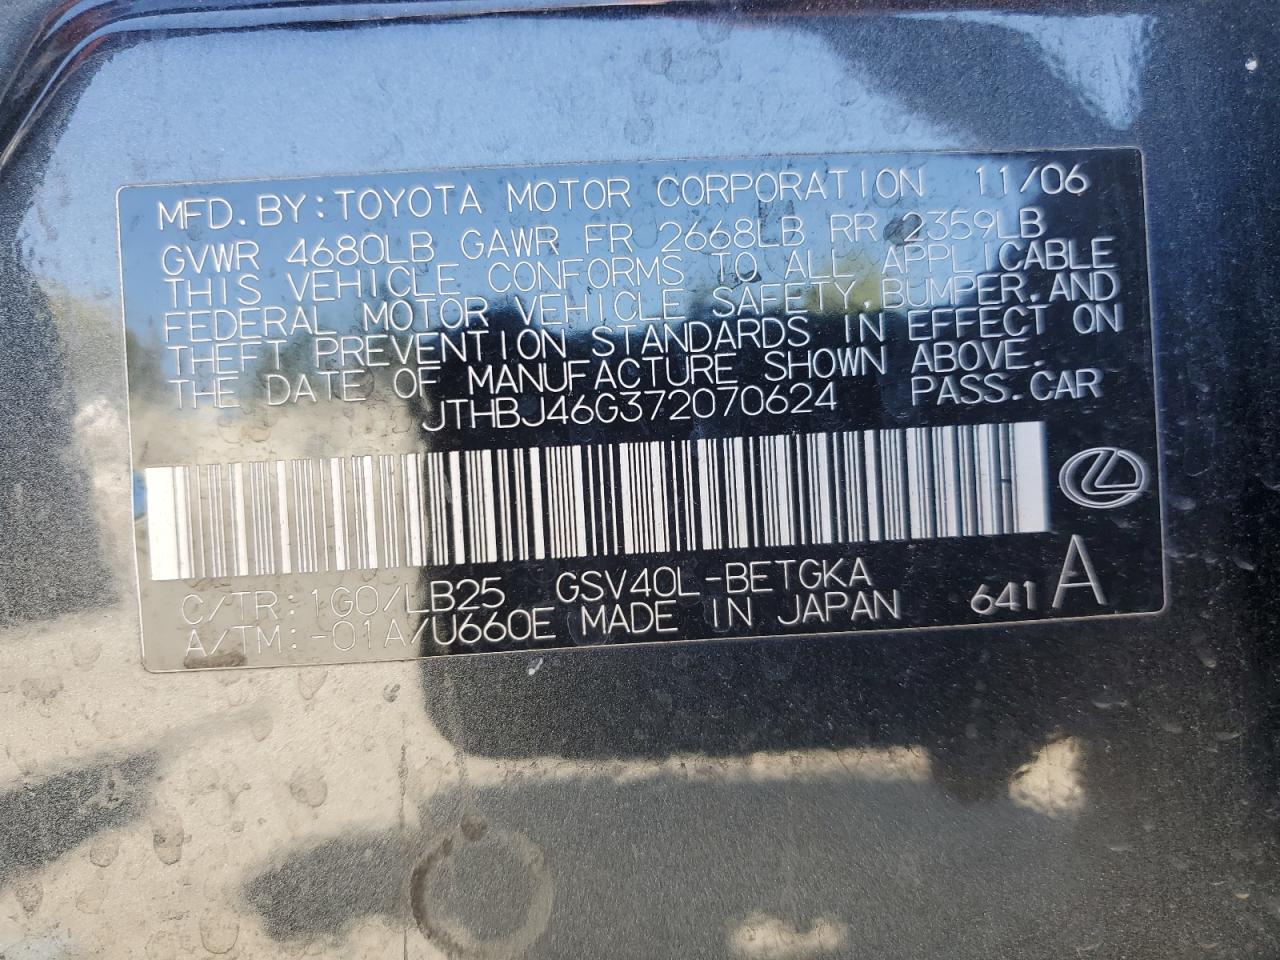 MFD. BY: TOYOTA MOTOR CORPORATION 11/06
GVWR 4680LB GAWR FR 2668LB RR 2359LB
THIS VEHICLE CONFORMS TO ALL APPLICABLE
FEDERAL MOTOR VEHICLE SAFETY, BUMPER, AND
THEFT PREVENTION STANDARDS IN EFFECT ON
THE DATE OF MANUFACTURE SHOWN ABOVE.
JTHBJ46G372070624 PASS. CAR
C/TR: 1G0/LB25 GSV40L-BETGKA
A/TM: -01A/U660E MADE IN JAPAN 641 A